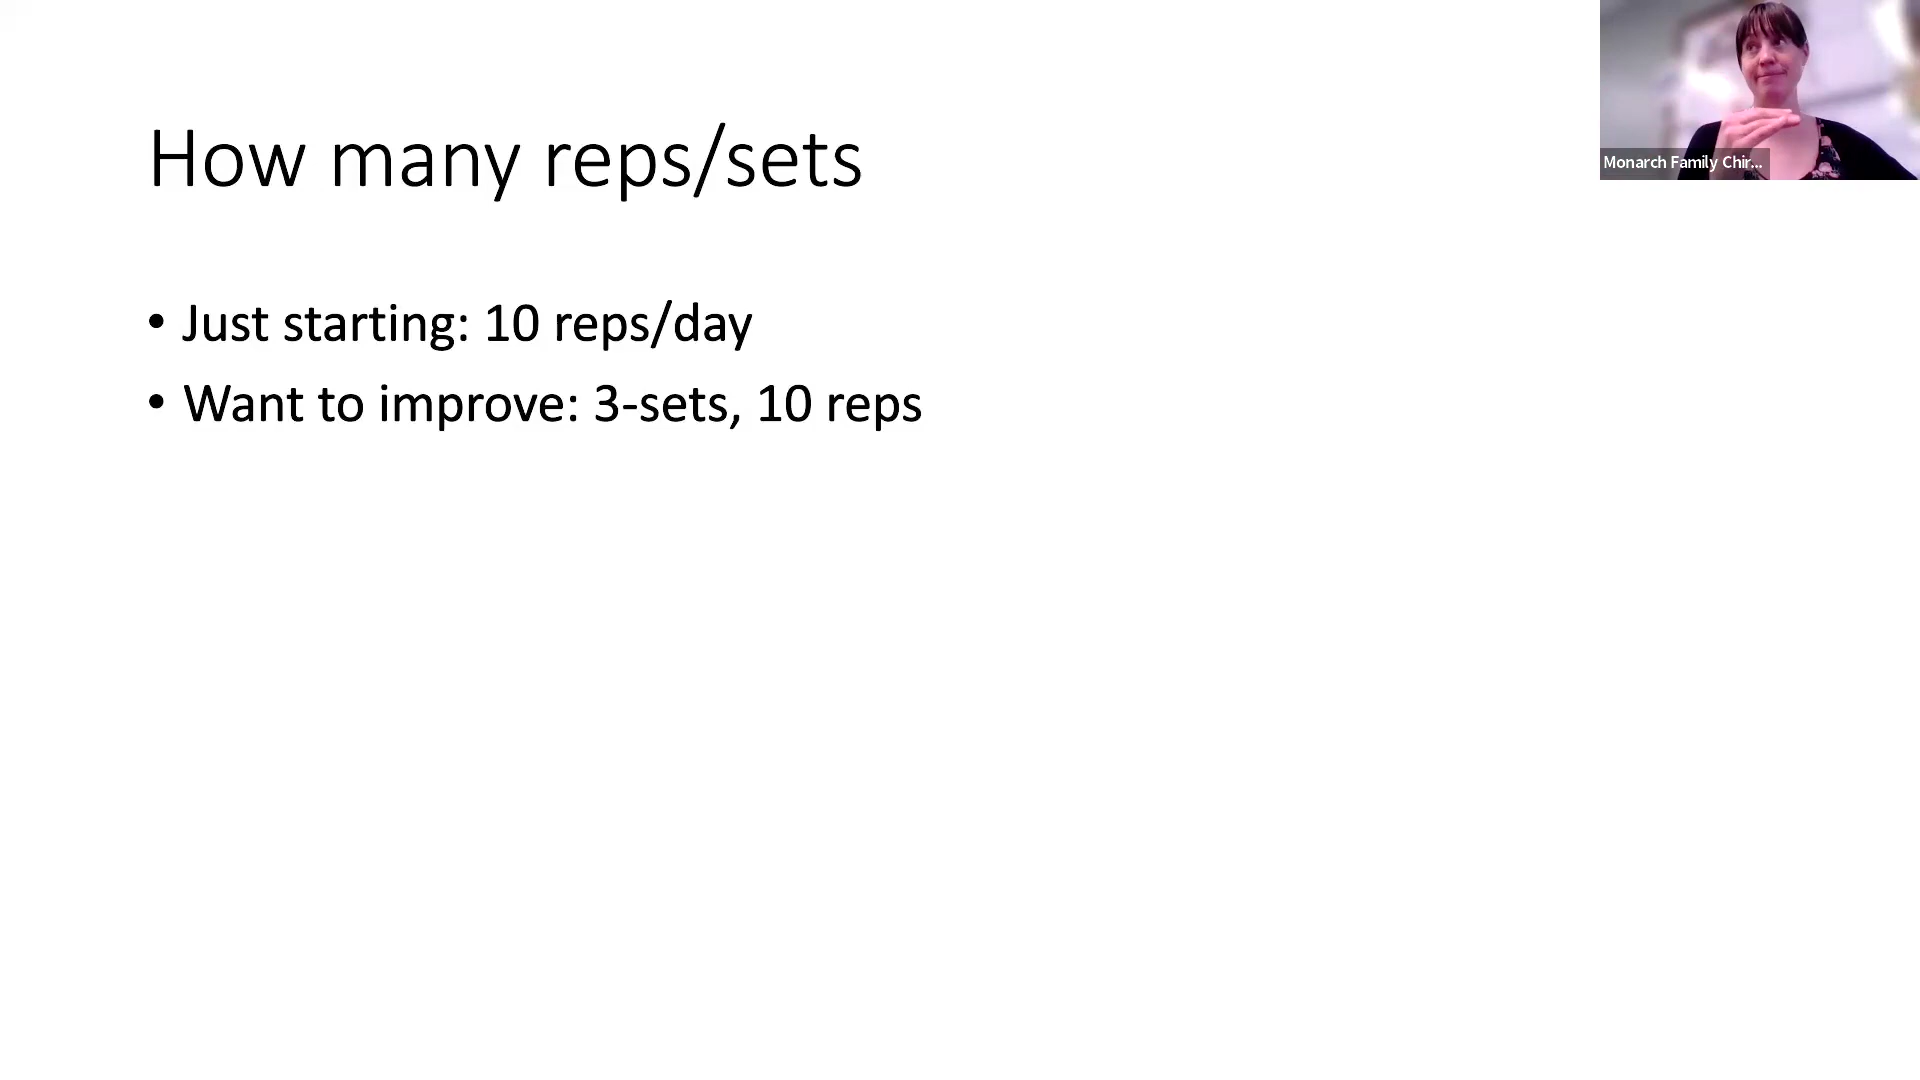 How many reps/sets
• Just starting: 10 reps/day
• Want to improve: 3-sets, 10 reps
Monarch Family Chir...